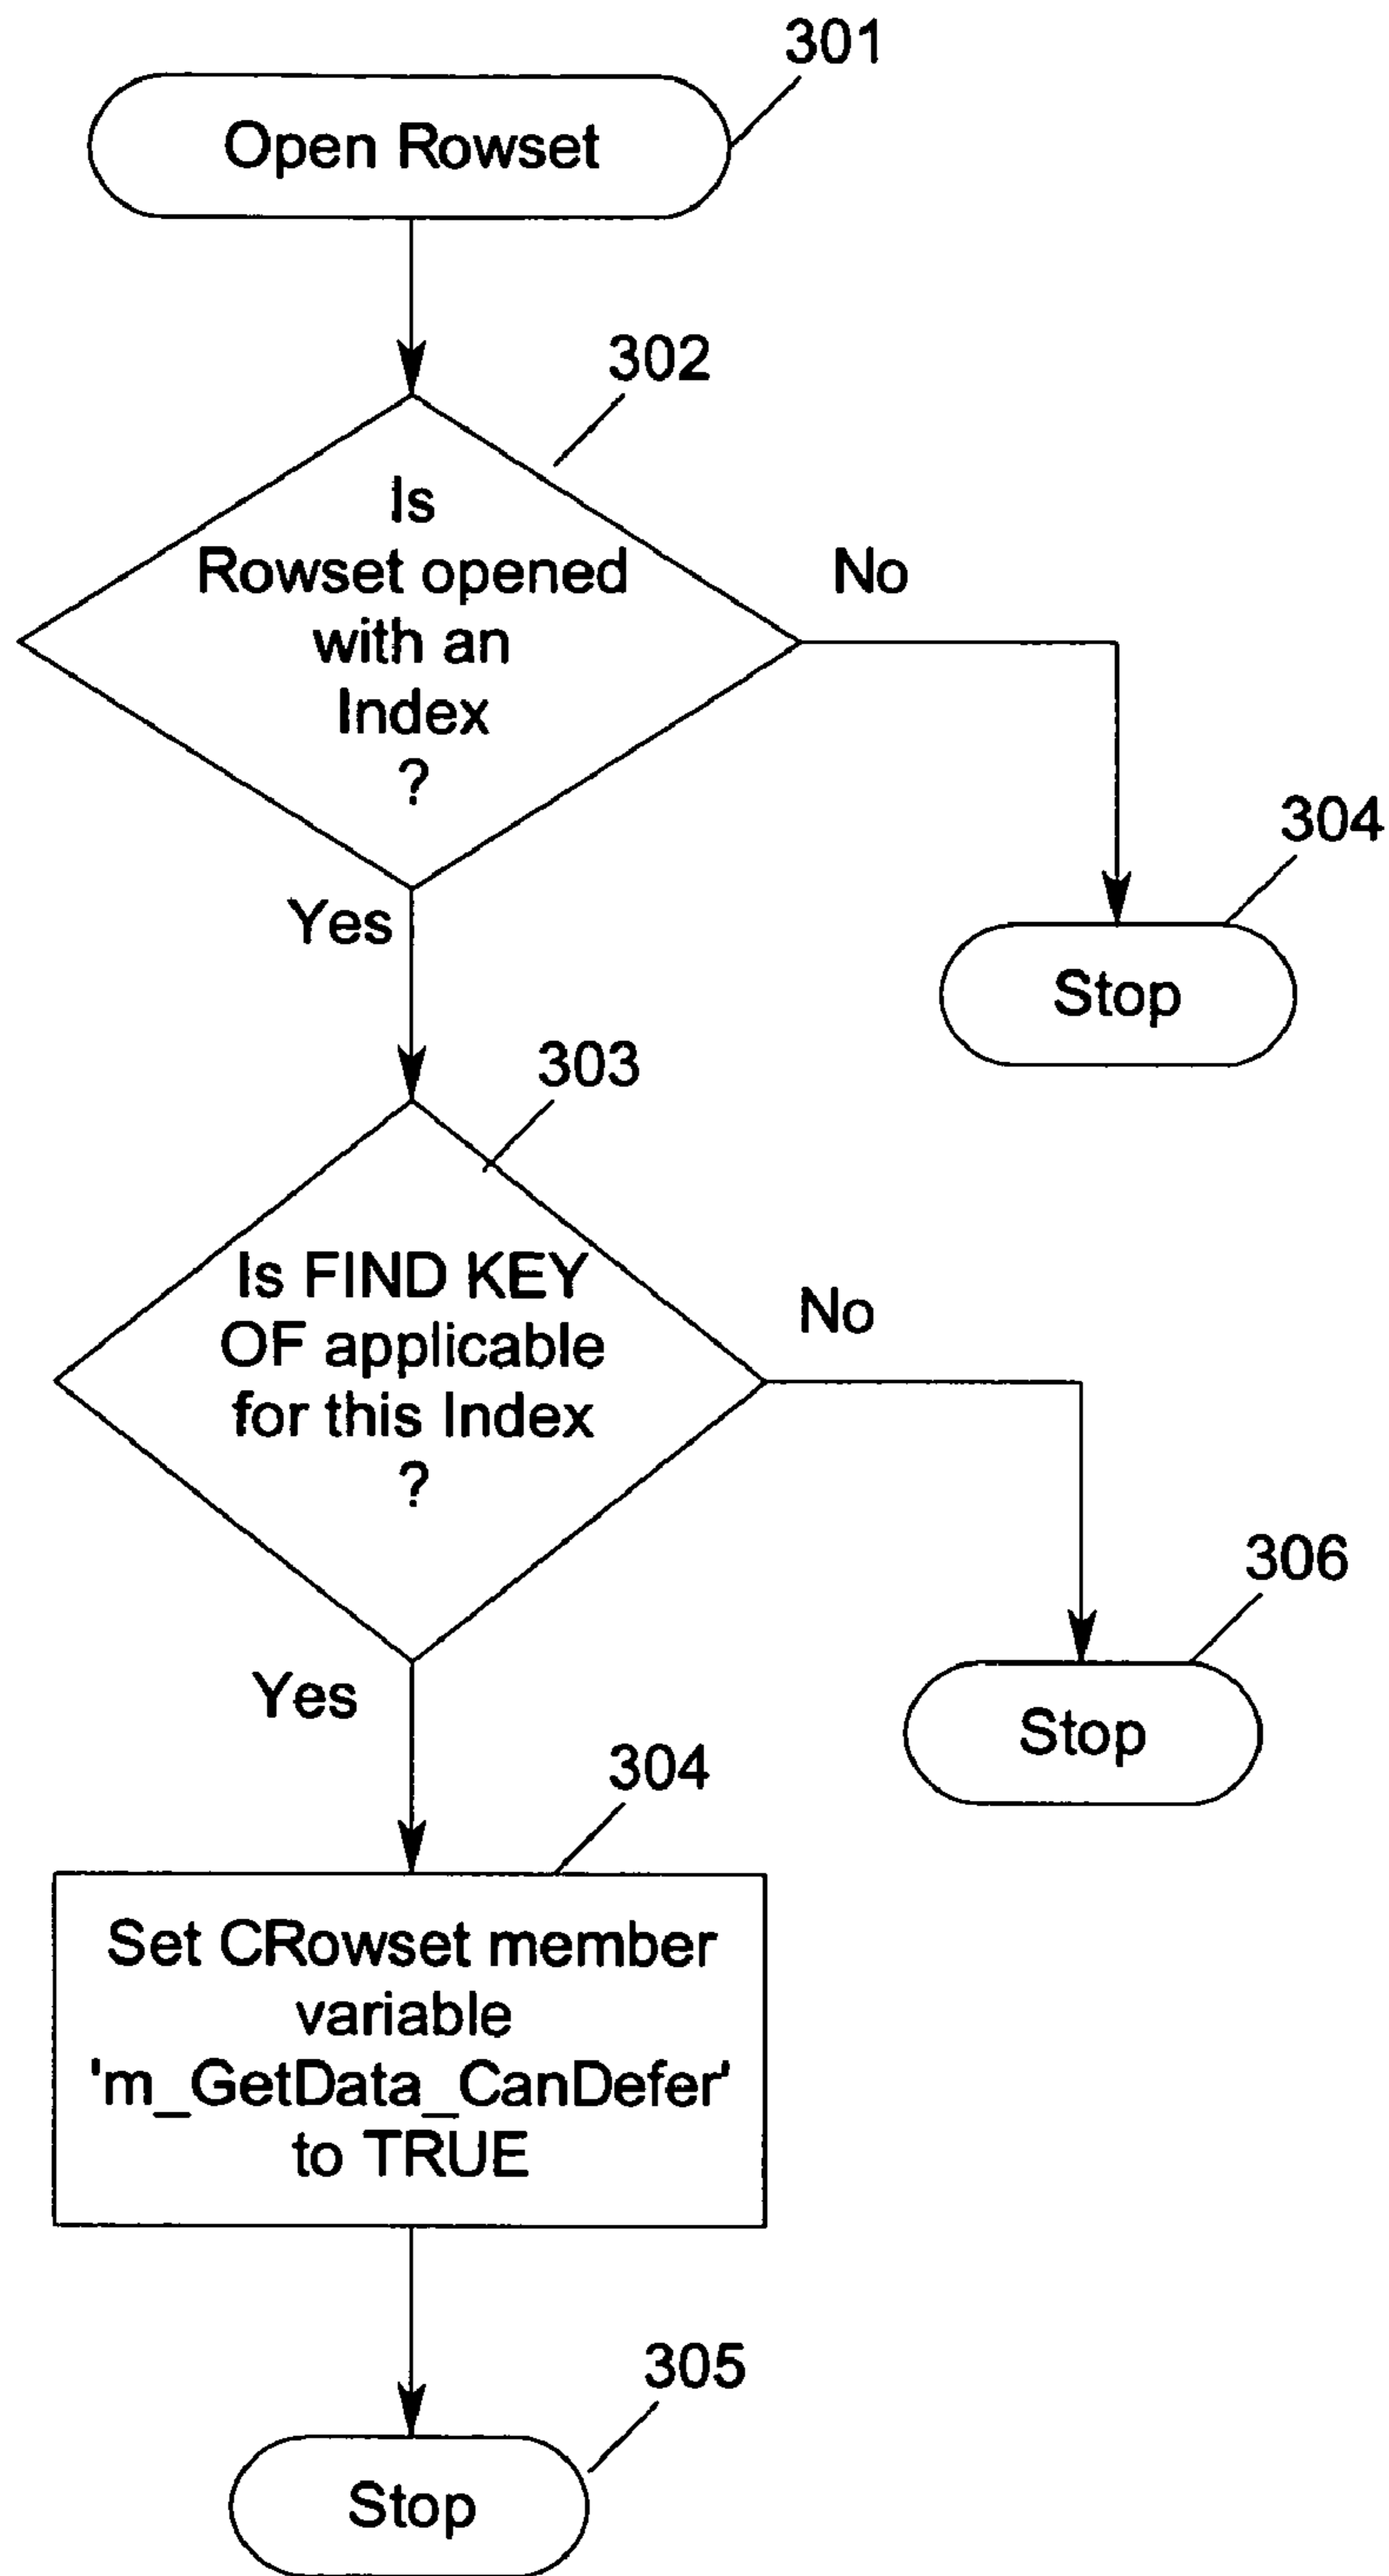 301
Open Rowset
302
Is
Rowset opened
with an
Index
?
No
Yes
304
Stop
303
Is FIND KEY
OF applicable
for this Index
?
No
Yes
306
Stop
304
Set CRowset member
variable
'm_GetData_CanDefer'
to TRUE
305
Stop